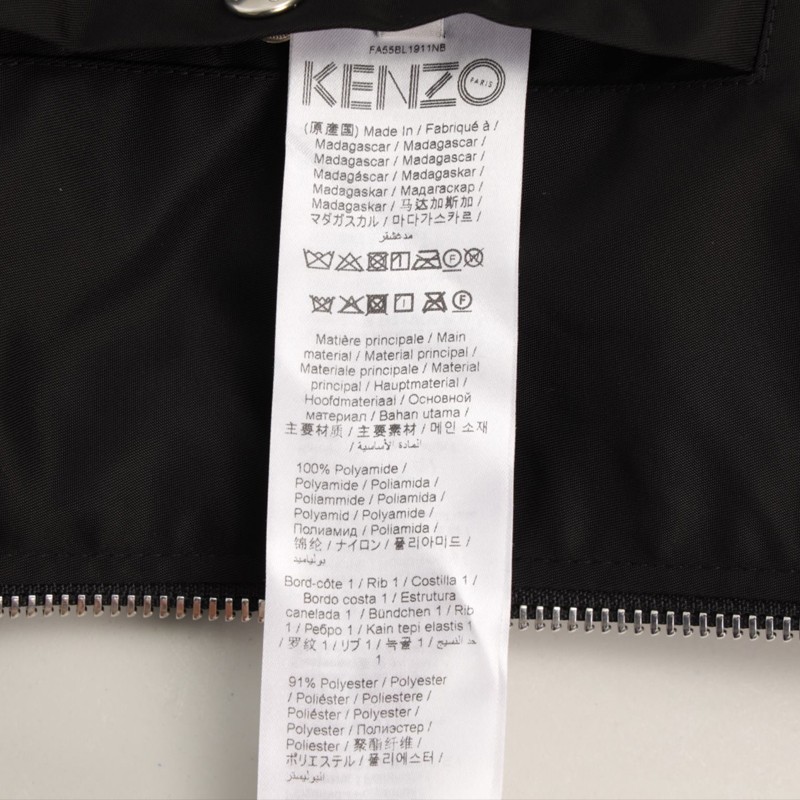 FA55BL1911NB
KENZO
PARIS
(原産国) Made In / Fabriqué à /
Madagascar / Madagascar /
Madagascar / Madagascar /
Madagáscar / Madagaskar /
Madagaskar / Мадагаскар /
Madagaskar / 马达加斯加 /
マダガスカル / 마다가스카르 /
مدغشقر
F W
F
Matière principale / Main
material / Material principal /
Materiale principale / Material
principal / Hauptmaterial /
Hoofdmateriaal / Основной
материал / Bahan utama /
主要材质 / 主要素材 / 메인 소재
/ المادة الأساسية
100% Polyamide /
Polyamide / Poliamida /
Poliammide / Poliamida /
Polyamid / Polyamide /
Полиамид / Poliamida /
锦纶 / ナイロン / 폴리아미드 /
بولياميد
Bord-côte 1 / Rib 1 / Costilla 1 /
Bordo costa 1 / Estrutura
canelada 1 / Bündchen 1 / Rib
1 / Ребро 1 / Kain tepi elastis 1
/ 罗纹 1 / リブ 1 / 늑골 1 /
1
91% Polyester / Polyester
/ Poliéster / Poliestere /
Poliéster / Polyester /
Polyester / Полиэстер /
Poliester / 聚酯纤维 /
ポリエステル / 폴리에스터 /